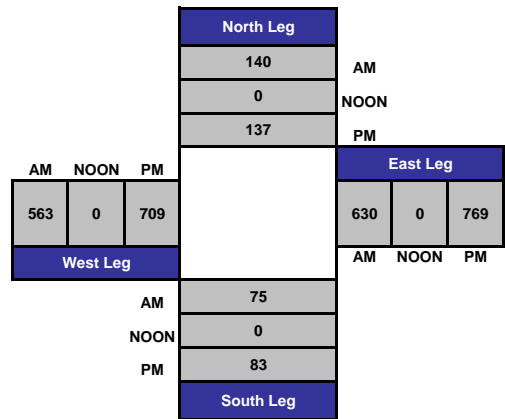 North Leg
140
AM
0
NOON
137
PM
East Leg
AM NOON PM
563 0 709
630 0 769
West Leg
AM NOON PM
AM
75
NOON
0
PM
83
South Leg